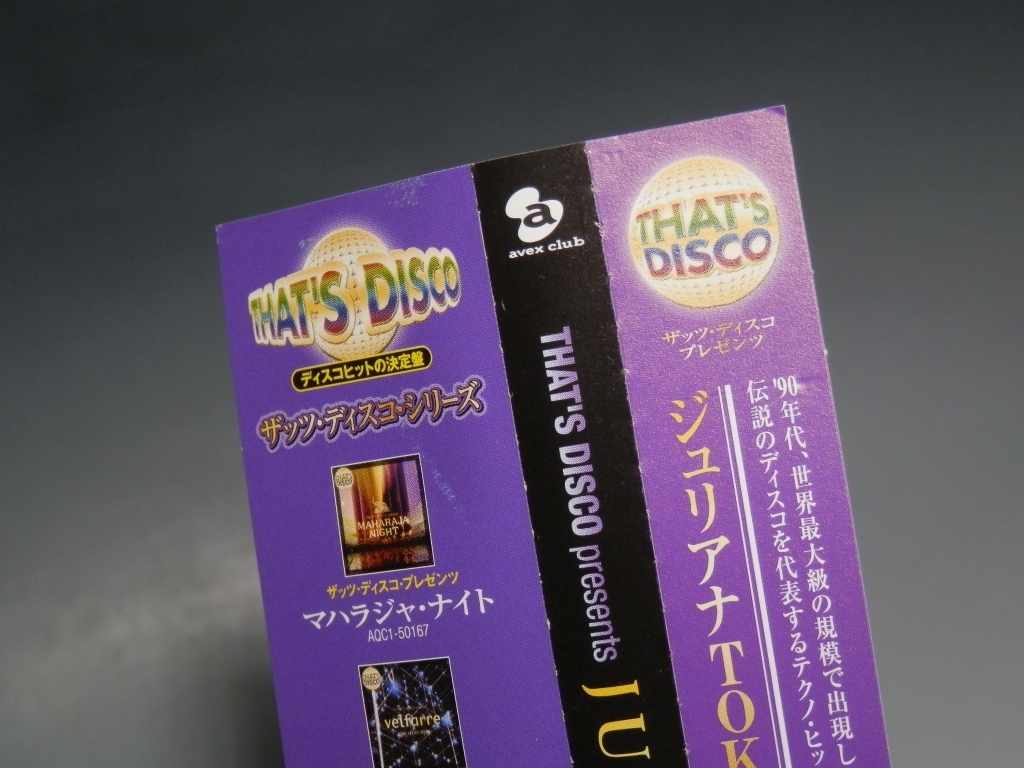 THAT'S DISCO
ディスコヒットの決定盤
ザッツ・ディスコ・シリーズ
THAT'S DISCO
MAHARAJA
NIGHT
ザッツ・ディスコ・プレゼンツ
マハラジャ・ナイト
AQC1-50167
THAT'S DISCO
velfarre
a
avex club
THAT'S DISCO presents JU
THAT'S
DISCO
ザッツ・ディスコ
プレゼンツ
'90年代、世界最大級の規模で出現し
伝説のディスコを代表するテクノ・ヒッ
ジュリアナTOK